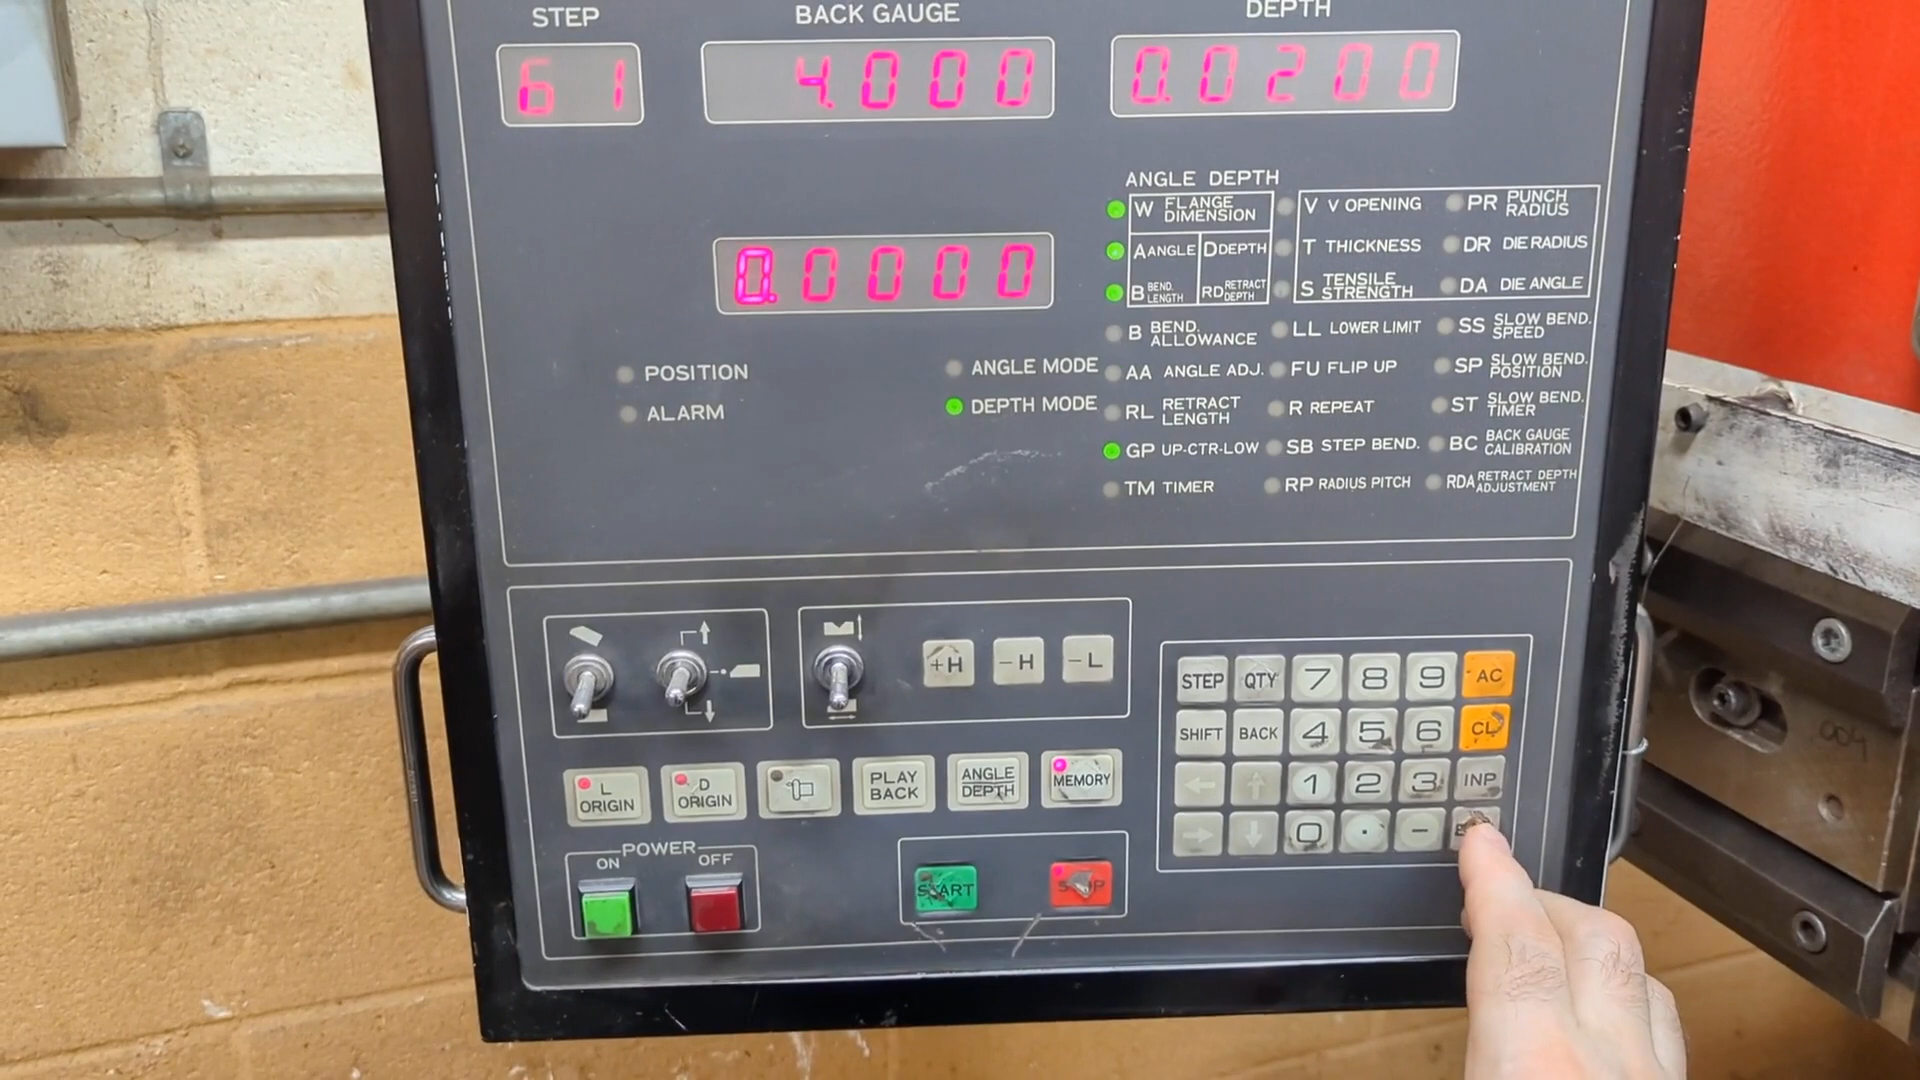 STEP BACK GAUGE DEPTH
61 4.000 0.0200
0.0000
ANGLE DEPTH
W FLANGE DIMENSION
A ANGLE D DEPTH
B BEND. LENGTH RD RETRACT DEPTH
V V OPENING PR PUNCH RADIUS
T THICKNESS DR DIE RADIUS
S TENSILE STRENGTH DA DIE ANGLE
B BEND. ALLOWANCE LL LOWER LIMIT SS SLOW BEND. SPEED
AA ANGLE ADJ. FU FLIP UP SP SLOW BEND. POSITION
RL RETRACT LENGTH R REPEAT ST SLOW BEND. TIMER
GP UP-CTR-LOW SB STEP BEND. BC BACK GAUGE CALIBRATION
TM TIMER RP RADIUS PITCH RDA RETRACT DEPTH ADJUSTMENT
POSITION ANGLE MODE
ALARM DEPTH MODE
+H -H -L
STEP QTY 7 8 9 AC
SHIFT BACK 4 5 6 CL
1 2 3 INP
0 . -
L ORIGIN D ORIGIN PLAY BACK ANGLE DEPTH MEMORY
POWER
ON OFF
START STOP
004